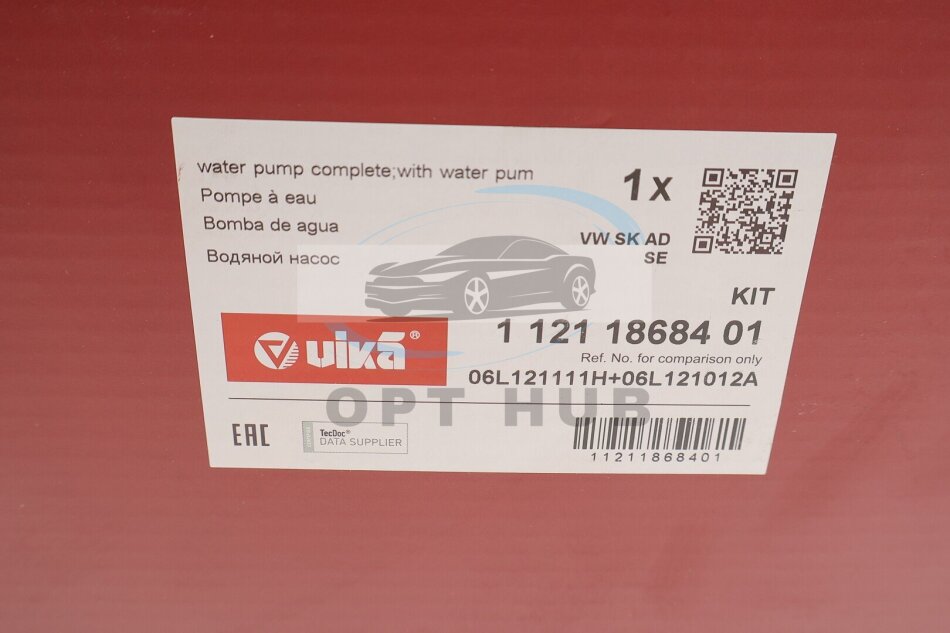 water pump complete;with water pum
Pompe à eau
Bomba de agua
Водяной насос
1 x
VW SK AD
SE
KIT
vika®
1 121 18684 01
Ref. No. for comparison only
06L121111H+06L121012A
OPT HUB
EAC
TecDoc®
DATA SUPPLIER
11211868401